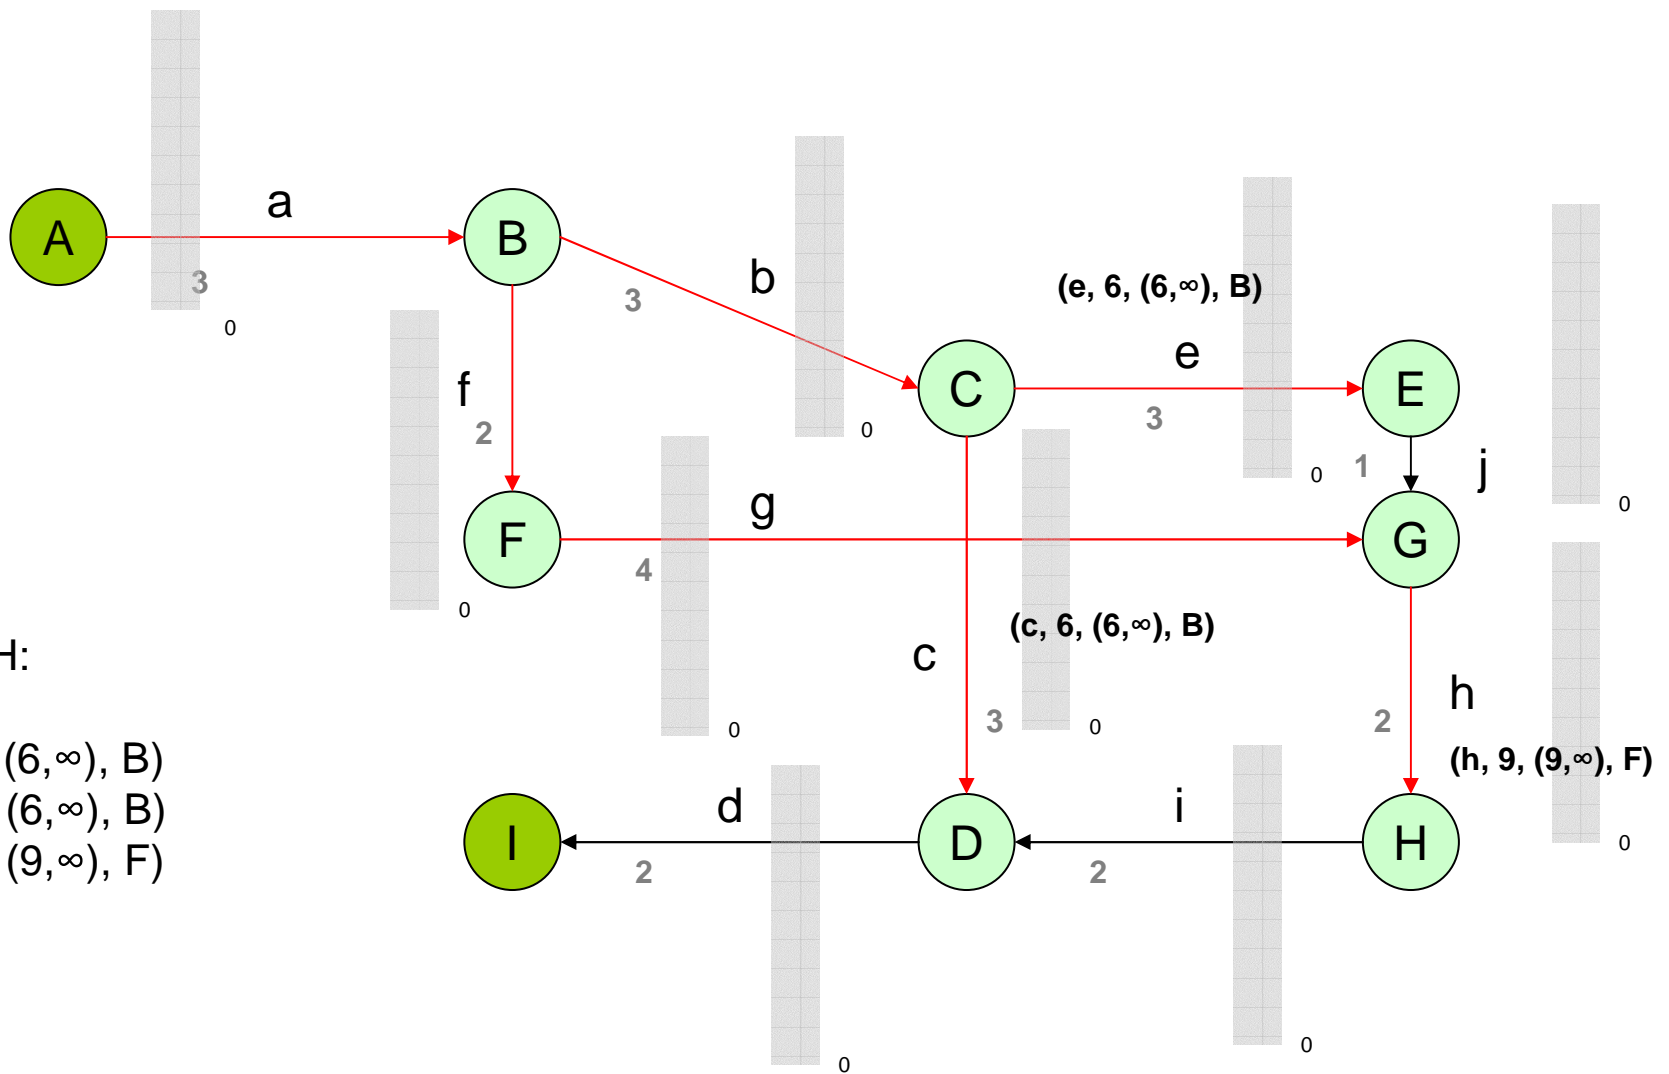 a
A
B
3
0
b
3
(e, 6, (6,∞), B)
e
C
E
3
0
0
f
2
1
j
0
g
F
G
4
0
0
(c, 6, (6,∞), B)
H:
c
h
3
2
0
0
(6,∞), B)
(h, 9, (9,∞), F)
(6,∞), B)
d
i
I
D
H
(9,∞), F)
2
2
0
0
0